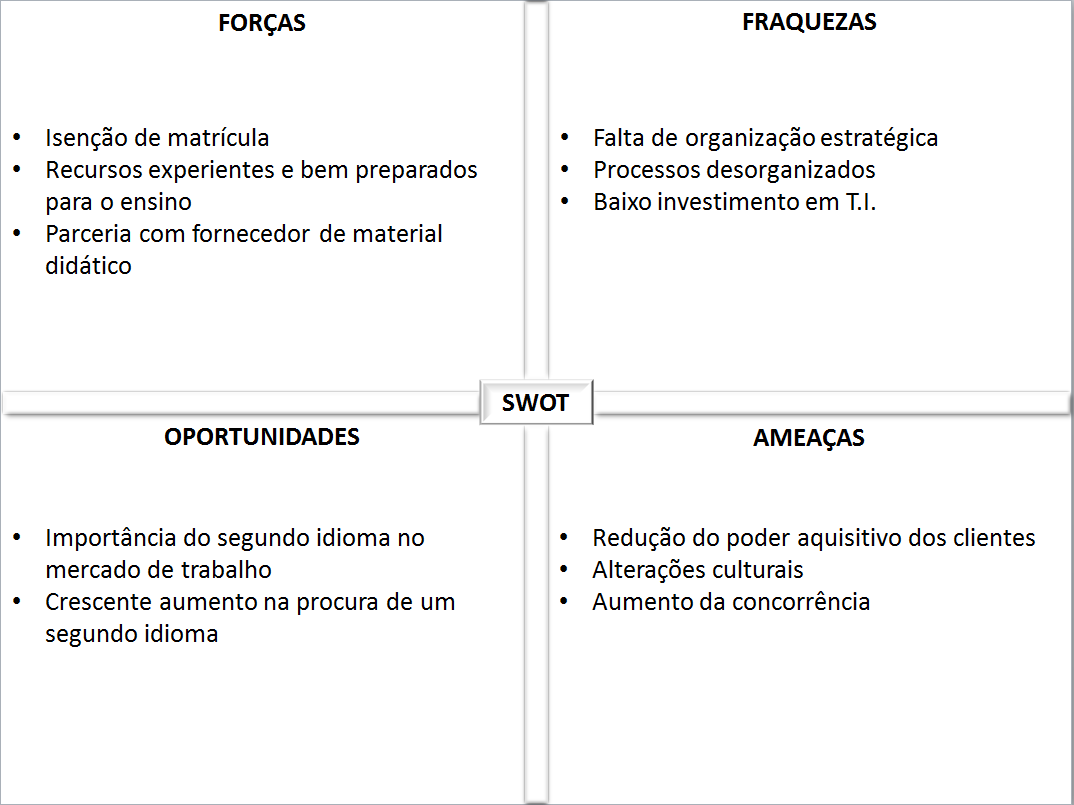 FORÇAS
• Isenção de matrícula
• Recursos experientes e bem preparados
para o ensino
• Parceria com fornecedor de material
didático
FRAQUEZAS
• Falta de organização estratégica
• Processos desorganizados
• Baixo investimento em T.I.
SWOT
OPORTUNIDADES
• Importância do segundo idioma no
mercado de trabalho
• Crescente aumento na procura de um
segundo idioma
AMEAÇAS
• Redução do poder aquisitivo dos clientes
• Alterações culturais
• Aumento da concorrência